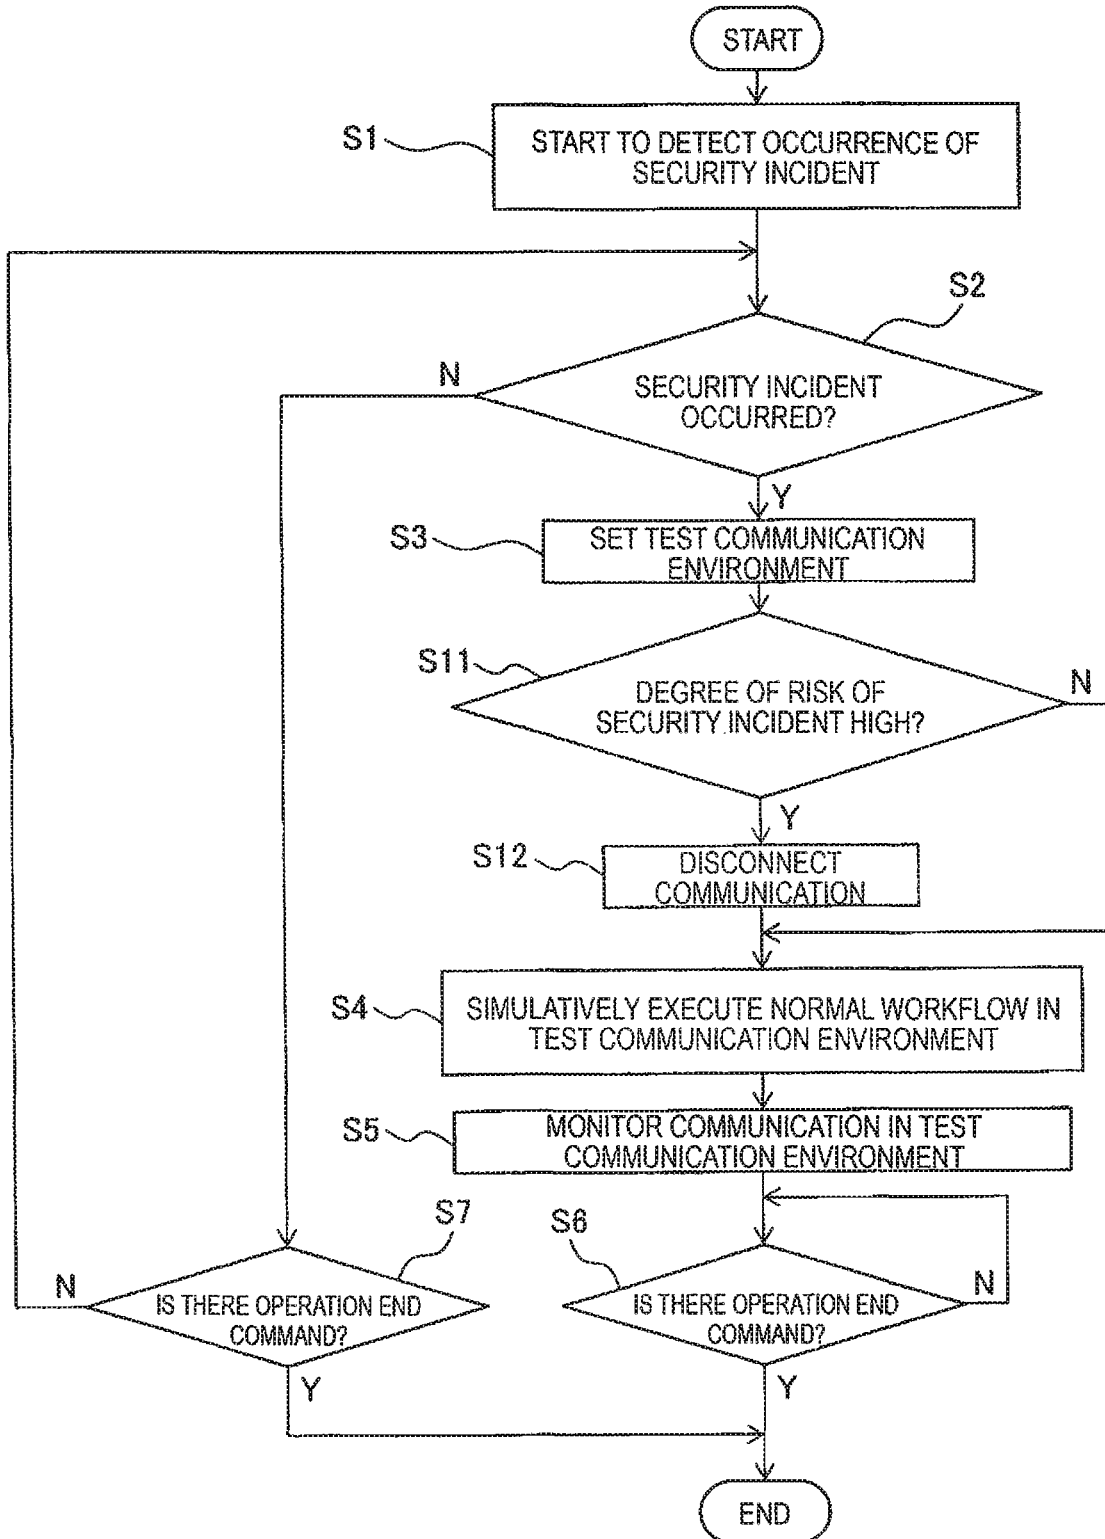 START
S1
START TO DETECT OCCURRENCE OF
SECURITY INCIDENT
S2
N
SECURITY INCIDENT
OCCURRED?
Y
S3
SET TEST COMMUNICATION
ENVIRONMENT
S11
N
DEGREE OF RISK OF
SECURITY INCIDENT HIGH?
Y
S12
DISCONNECT
COMMUNICATION
S4
SIMULATIVELY EXECUTE NORMAL WORKFLOW IN
TEST COMMUNICATION ENVIRONMENT
S5
MONITOR COMMUNICATION IN TEST
COMMUNICATION ENVIRONMENT
S7
S6
N
IS THERE OPERATION END
COMMAND?
N
IS THERE OPERATION END
COMMAND?
Y
Y
END